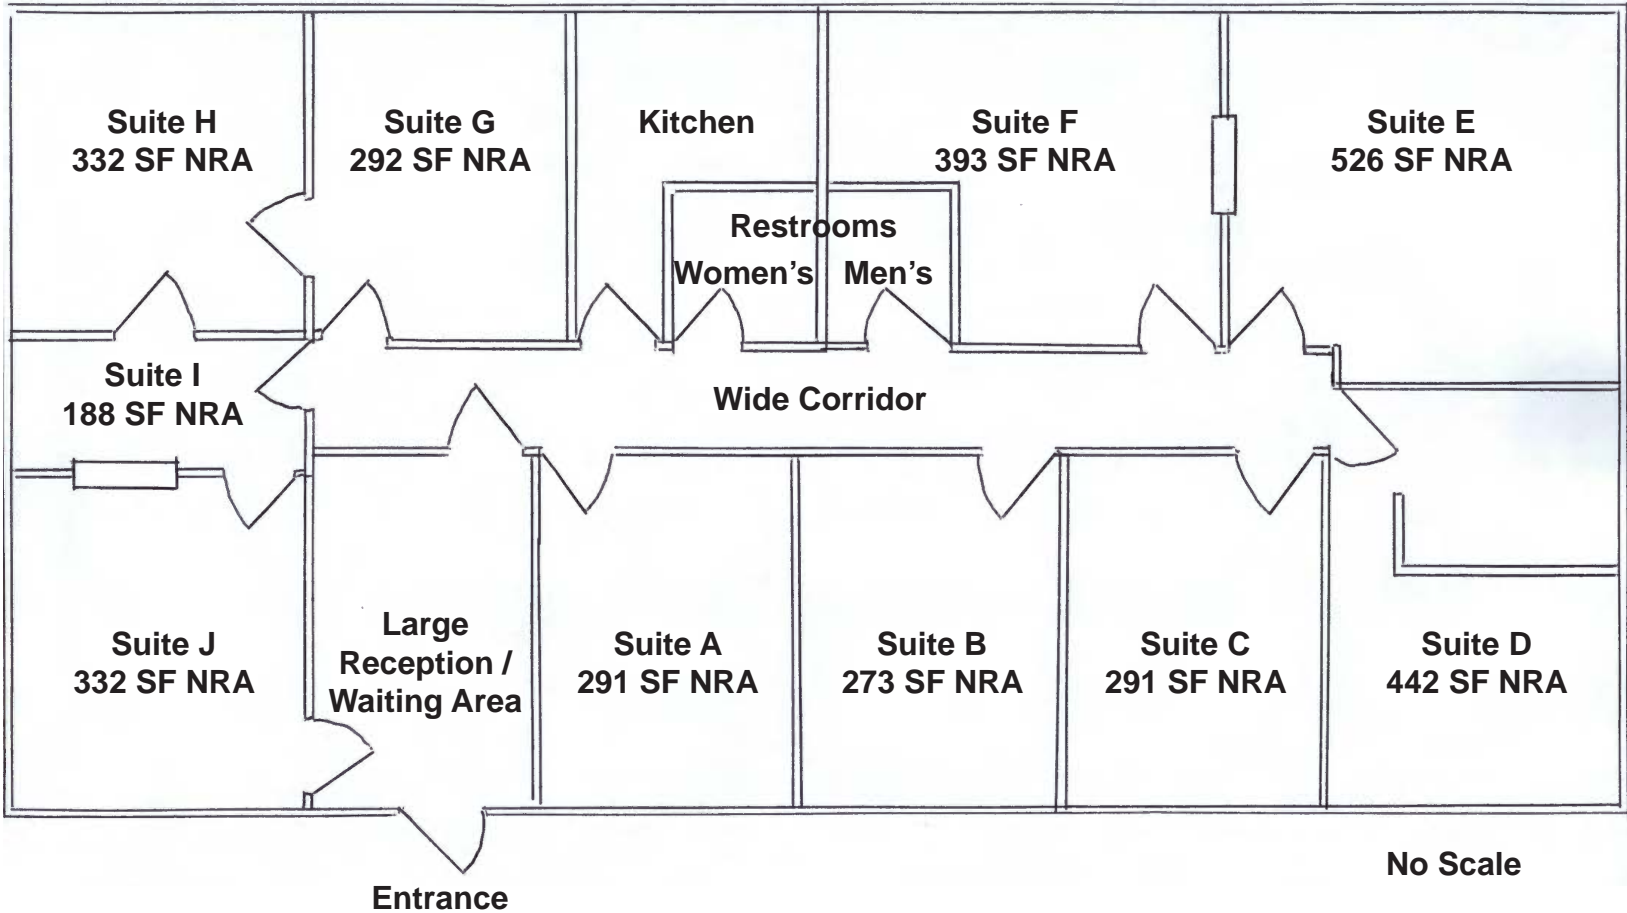 Suite H
332 SF NRA
Suite G
292 SF NRA
Kitchen
Suite F
393 SF NRA
Suite E
526 SF NRA
Restrooms
Women’s
Men’s
Suite I
188 SF NRA
Wide Corridor
Suite J
332 SF NRA
Large
Reception /
Waiting Area
Suite A
291 SF NRA
Suite B
273 SF NRA
Suite C
291 SF NRA
Suite D
442 SF NRA
No Scale
Entrance